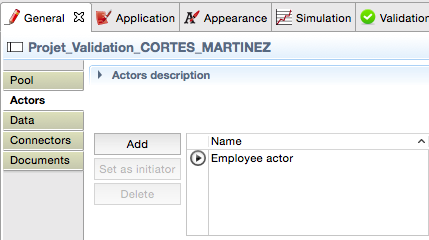 General Application Appearance Simulation Validation
Projet_Validation_CORTES_MARTINEZ
Pool
Actors
Data
Connectors
Documents
Actors description
Add
Set as initiator
Delete
Name
Employee actor